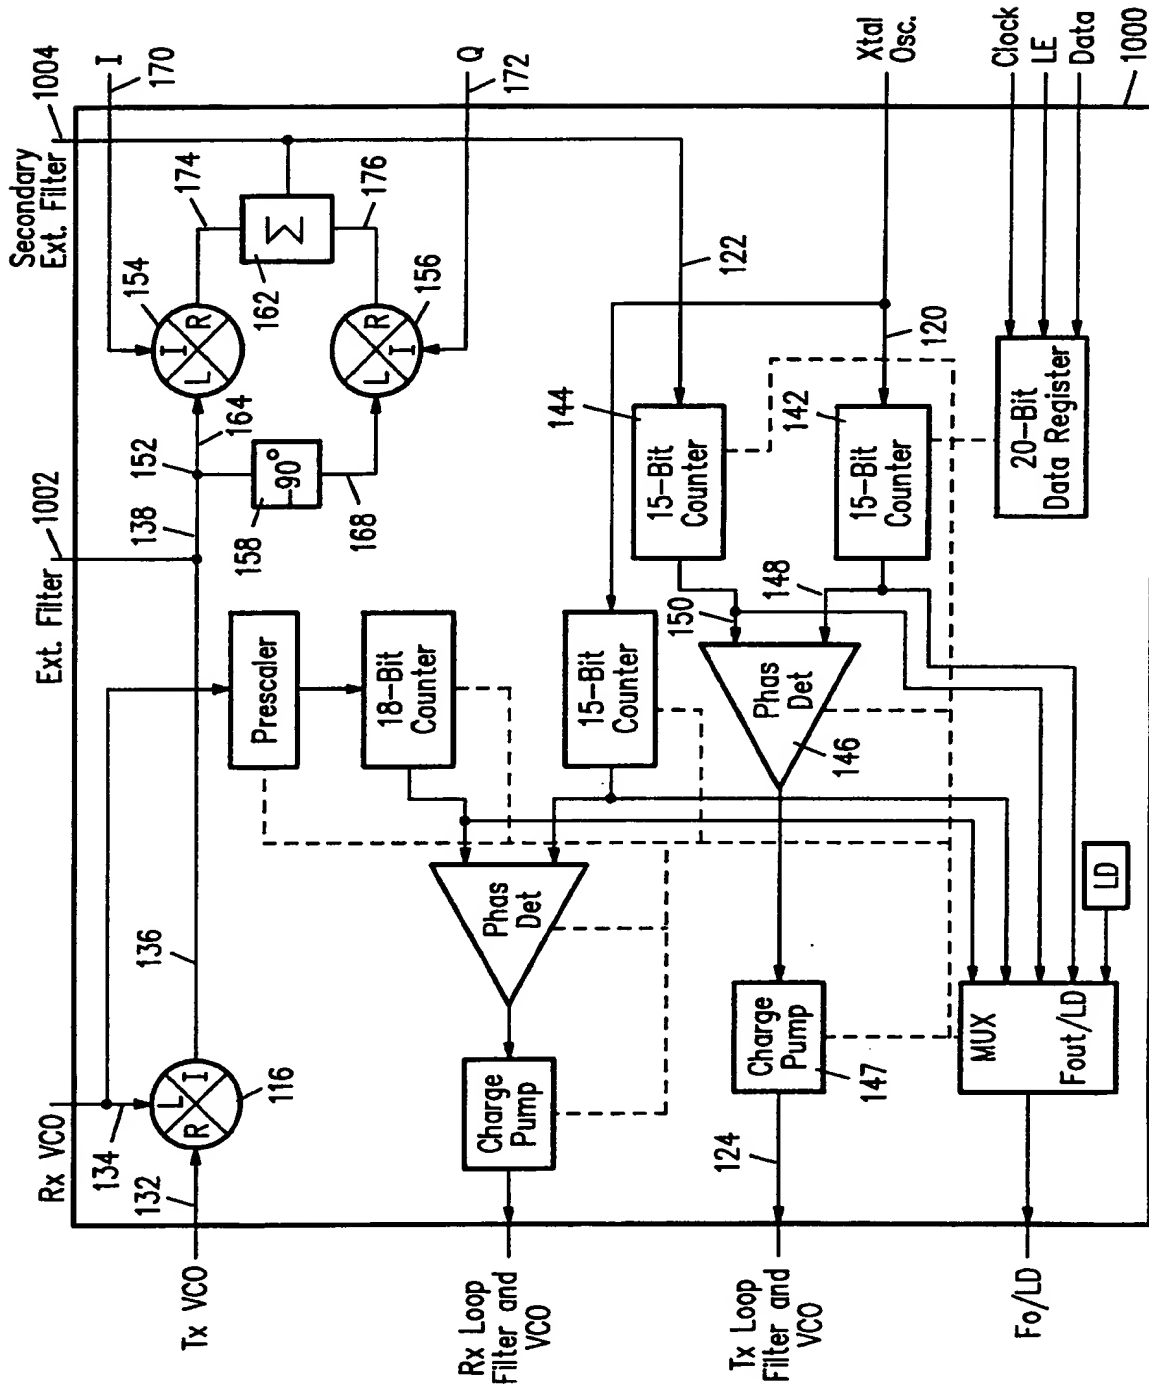 Tx VCO
132
Rx VCO
134
R
L
I
116
136
Ext. Filter
1002
138
152
164
158
-90°
168
L
I
R
154
L
I
R
156
162
Σ
174
176
Secondary
Ext. Filter
1004
I
170
Q
172
Prescaler
18-Bit
Counter
15-Bit
Counter
144
15-Bit
Counter
122
142
15-Bit
Counter
120
Xtal
Osc.
Phas
Det
Phas
Det
146
150
148
20-Bit
Data Register
Clock
LE
Data
1000
Charge
Pump
Rx Loop
Filter and
VCO
Charge
Pump
147
124
Tx Loop
Filter and
VCO
MUX
Fout/LD
LD
Fo/LD